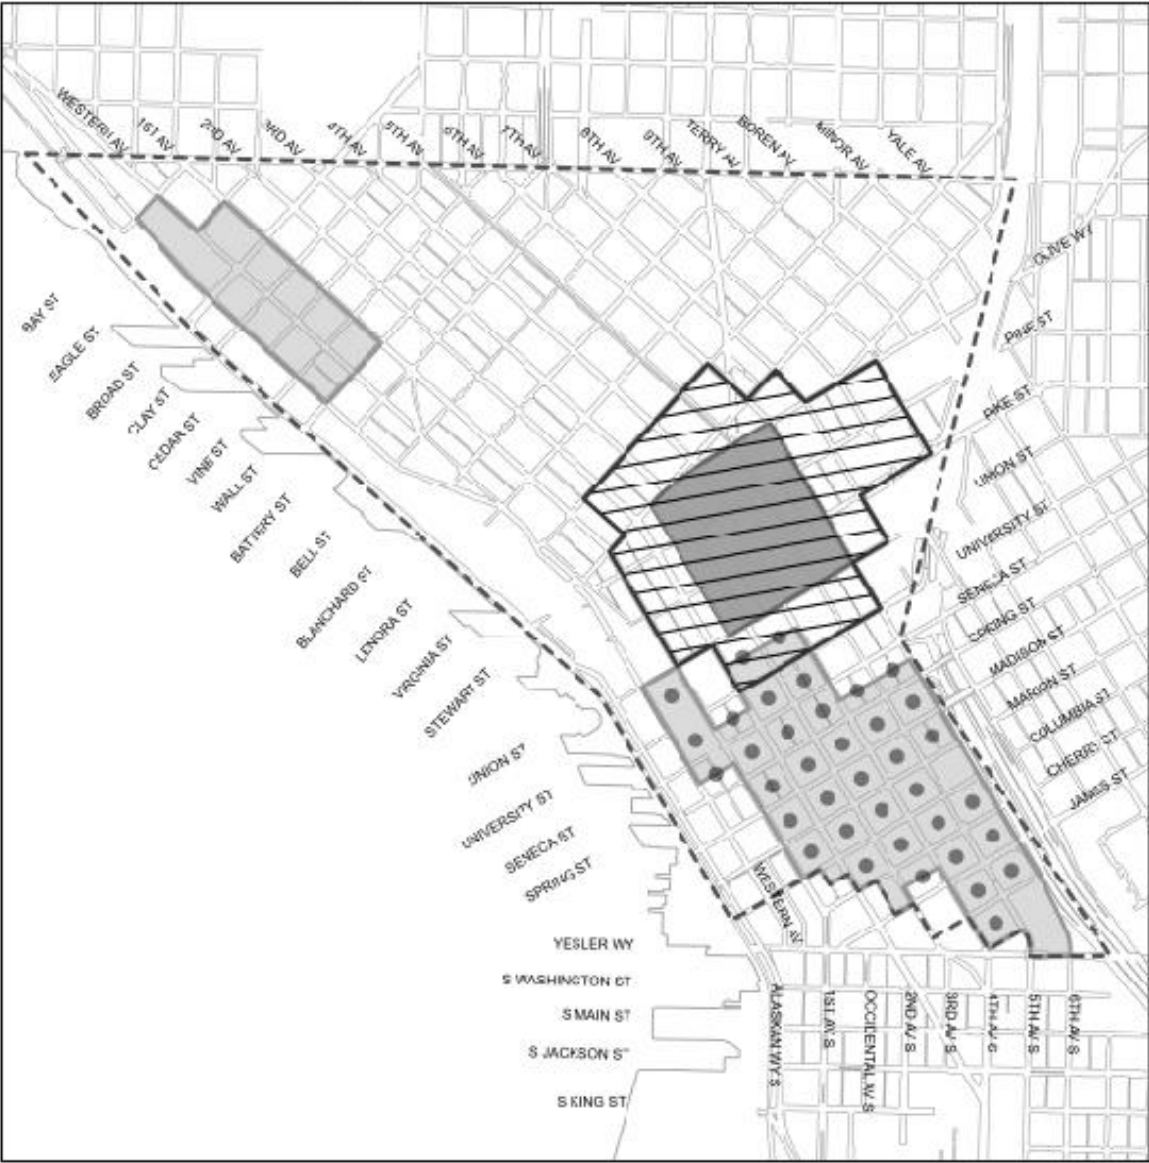 WESTERN AV
1ST AV
2ND AV
3RD AV
4TH AV
5TH AV
6TH AV
7TH AV
8TH AV
9TH AV
TERRY AV
BOREN AV
MINOR AV
YALE AV
OLIVE WY
PINE ST
PIKE ST
UNION ST
UNIVERSITY ST
SENECA ST
SPRING ST
MADISON ST
MARION ST
COLUMBIA ST
CHERRY ST
JAMES ST
BAY ST
EAGLE ST
BROAD ST
CLAY ST
CEDAR ST
VINE ST
WALL ST
BATTERY ST
BELL ST
BLANCHARD ST
LENORA ST
VIRGINIA ST
STEWART ST
UNION ST
UNIVERSITY ST
SENECA ST
SPRING ST
WESTERN AV
YESLER WY
S WASHINGTON ST
S MAIN ST
S JACKSON ST
S KING ST
ALASKAN WY S
1ST AV S
OCCIDENTAL AV S
2ND AV S
3RD AV S
4TH AV S
5TH AV S
6TH AV S